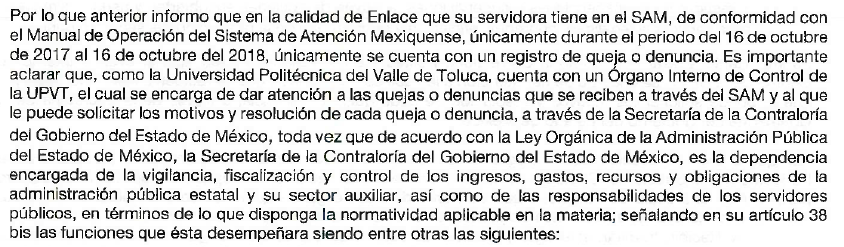 Por lo que anterior informo que en la calidad de Enlace que su servidora tiene en el SAM, de conformidad con
el Manual de Operación del Sistema de Atención Mexiquense, únicamente durante el periodo del 16 de octubre
de 2017 al 16 de octubre del 2018, únicamente se cuenta con un registro de queja o denuncia. Es importante
aclarar que, como la Universidad Politécnica del Valle de Toluca, cuenta con un Órgano Interno de Control de
la UPVT, el cual se encarga de dar atención a las quejas o denuncias que se reciben a través del SAM y al que
le puede solicitar los motivos y resolución de cada queja o denuncia, a través de la Secretaría de la Contraloría
del Gobierno del Estado de México, toda vez que de acuerdo con la Ley Orgánica de la Administración Pública
del Estado de México, la Secretaría de la Contraloría del Gobierno del Estado de México, es la dependencia
encargada de la vigilancia, fiscalización y control de los ingresos, gastos, recursos y obligaciones de la
administración pública estatal y su sector auxiliar, así como de las responsabilidades de los servidores
públicos, en términos de lo que disponga la normatividad aplicable en la materia; señalando en su artículo 38
bis las funciones que ésta desempeñara siendo entre otras las siguientes: